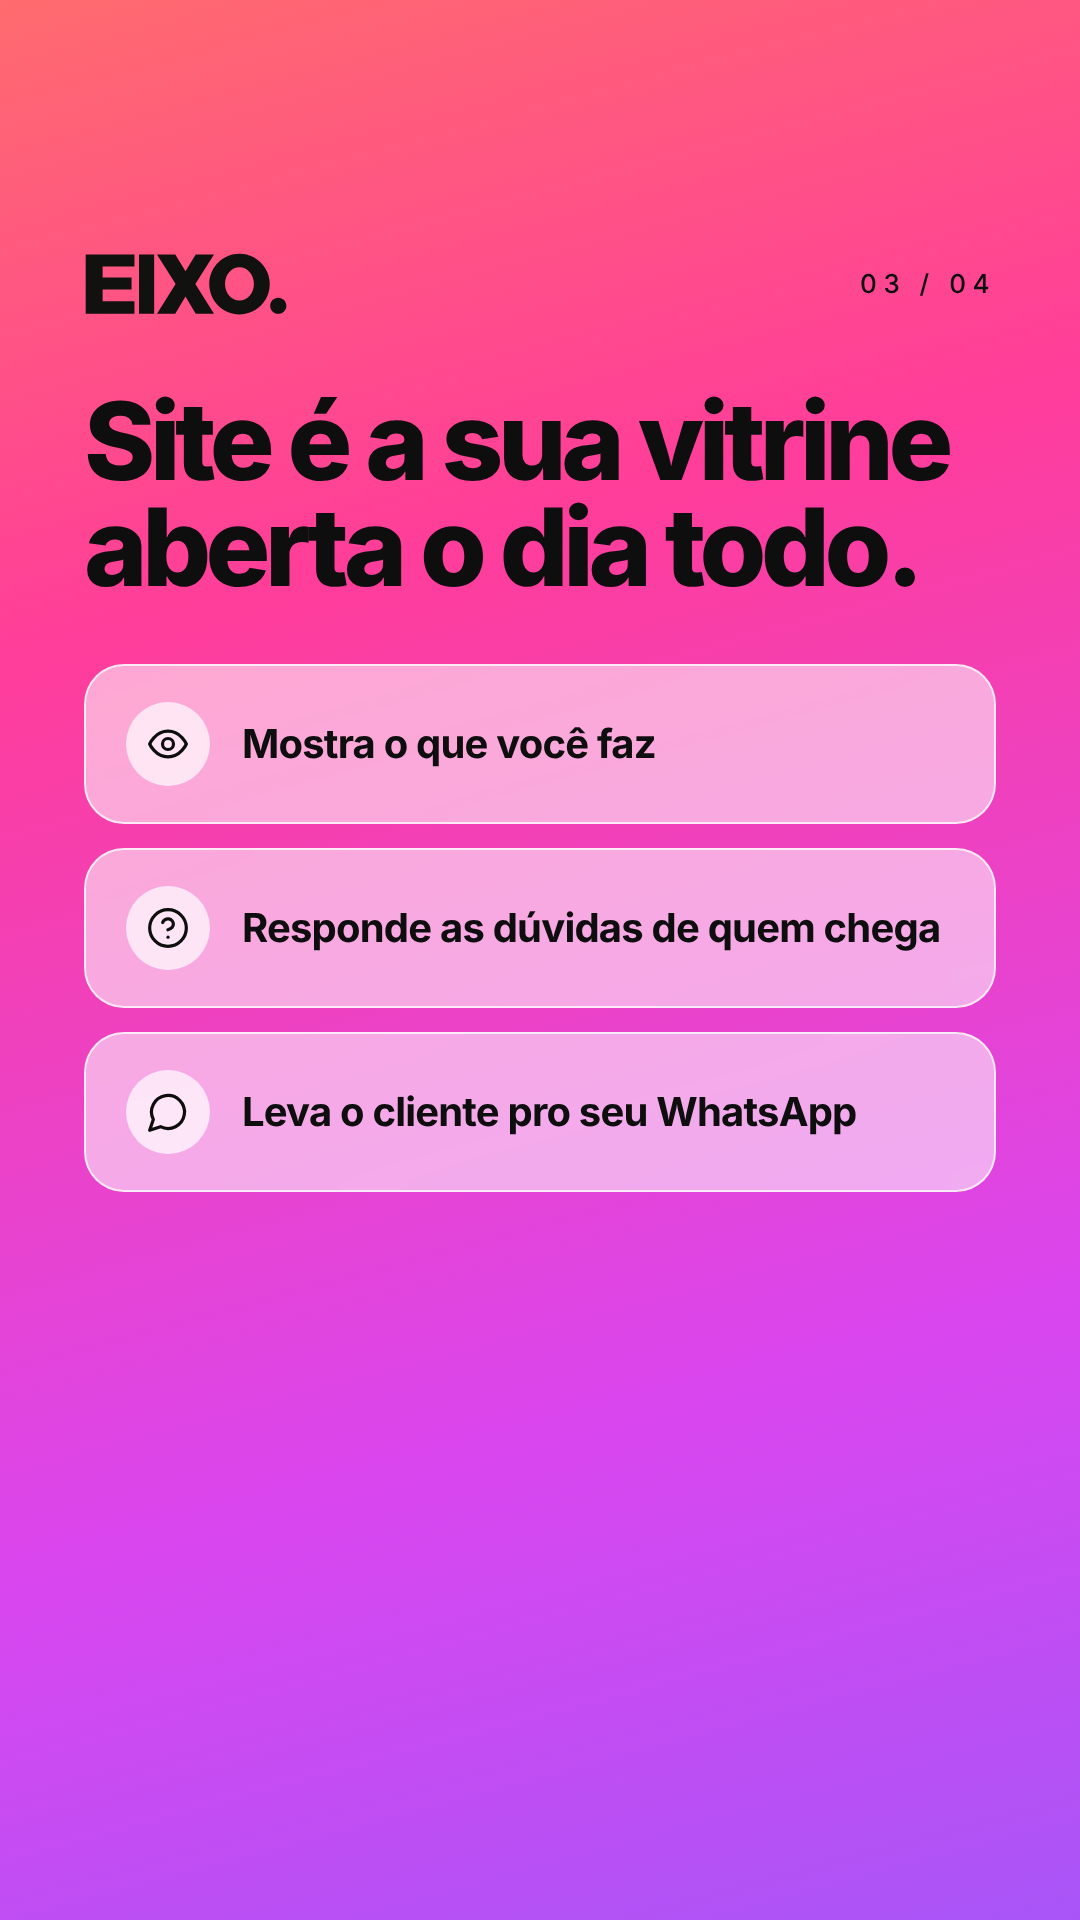 EIXO.
03 / 04
Site é a sua vitrine
aberta o dia todo.
Mostra o que você faz
Responde as dúvidas de quem chega
Leva o cliente pro seu WhatsApp